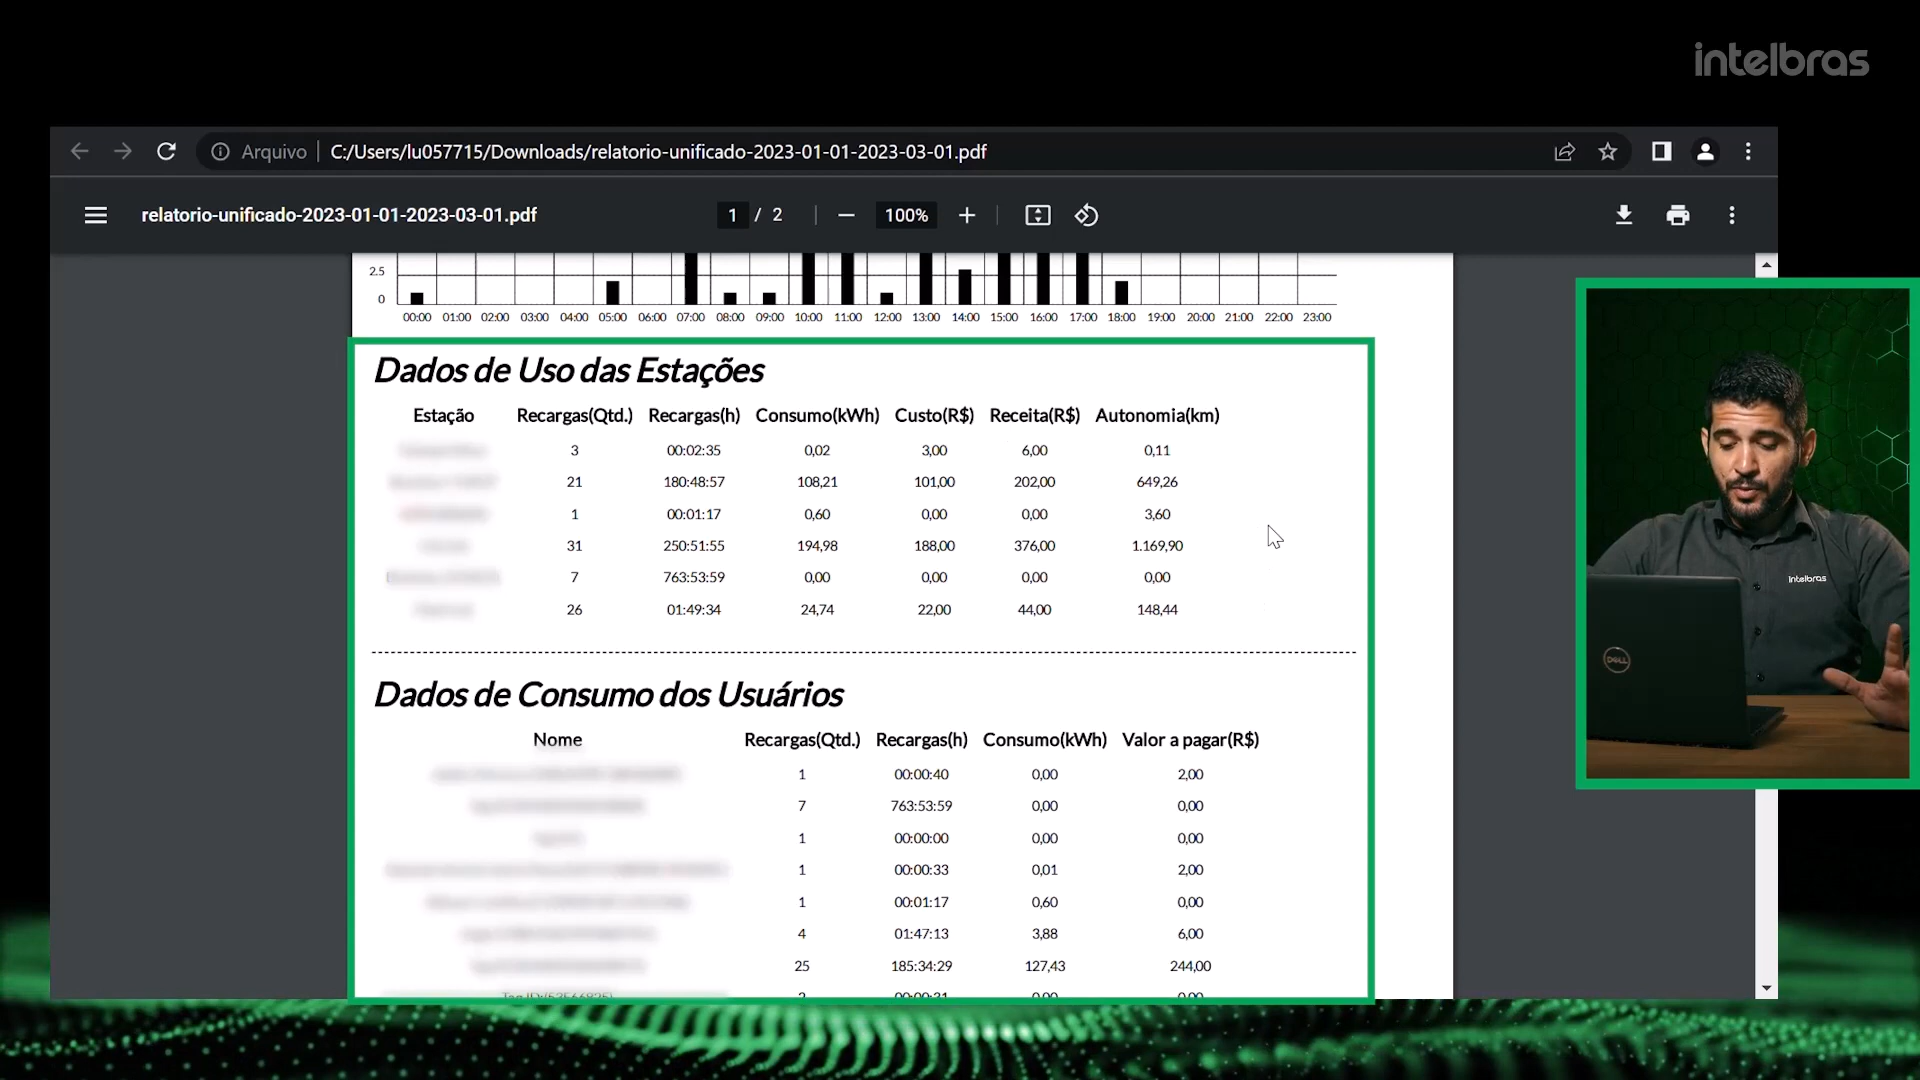 intelbras
Arquivo C:/Users/lu057715/Downloads/relatorio-unificado-2023-01-01-2023-03-01.pdf
relatorio-unificado-2023-01-01-2023-03-01.pdf 1 / 2 100%
2.5
0
00:00 01:00 02:00 03:00 04:00 05:00 06:00 07:00 08:00 09:00 10:00 11:00 12:00 13:00 14:00 15:00 16:00 17:00 18:00 19:00 20:00 21:00 22:00 23:00
Dados de Uso das Estações
Estação Recargas(Qtd.) Recargas(h) Consumo(kWh) Custo(R$) Receita(R$) Autonomia(km)
3 00:02:35 0,02 3,00 6,00 0,11
21 180:48:57 108,21 101,00 202,00 649,26
1 00:01:17 0,60 0,00 0,00 3,60
31 250:51:55 194,98 188,00 376,00 1.169,90
7 763:53:59 0,00 0,00 0,00 0,00
26 01:49:34 24,74 22,00 44,00 148,44
Dados de Consumo dos Usuários
Nome Recargas(Qtd.) Recargas(h) Consumo(kWh) Valor a pagar(R$)
1 00:00:40 0,00 2,00
7 763:53:59 0,00 0,00
1 00:00:00 0,00 0,00
1 00:00:33 0,01 2,00
1 00:01:17 0,60 0,00
4 01:47:13 3,88 6,00
25 185:34:29 127,43 244,00
intelbras
DELL